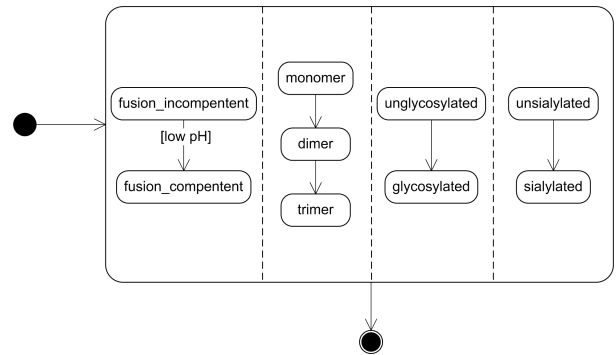 fusion_incompentent
[low pH]
fusion_compentent
monomer
dimer
trimer
unglycosylated
glycosylated
unsialylated
sialylated